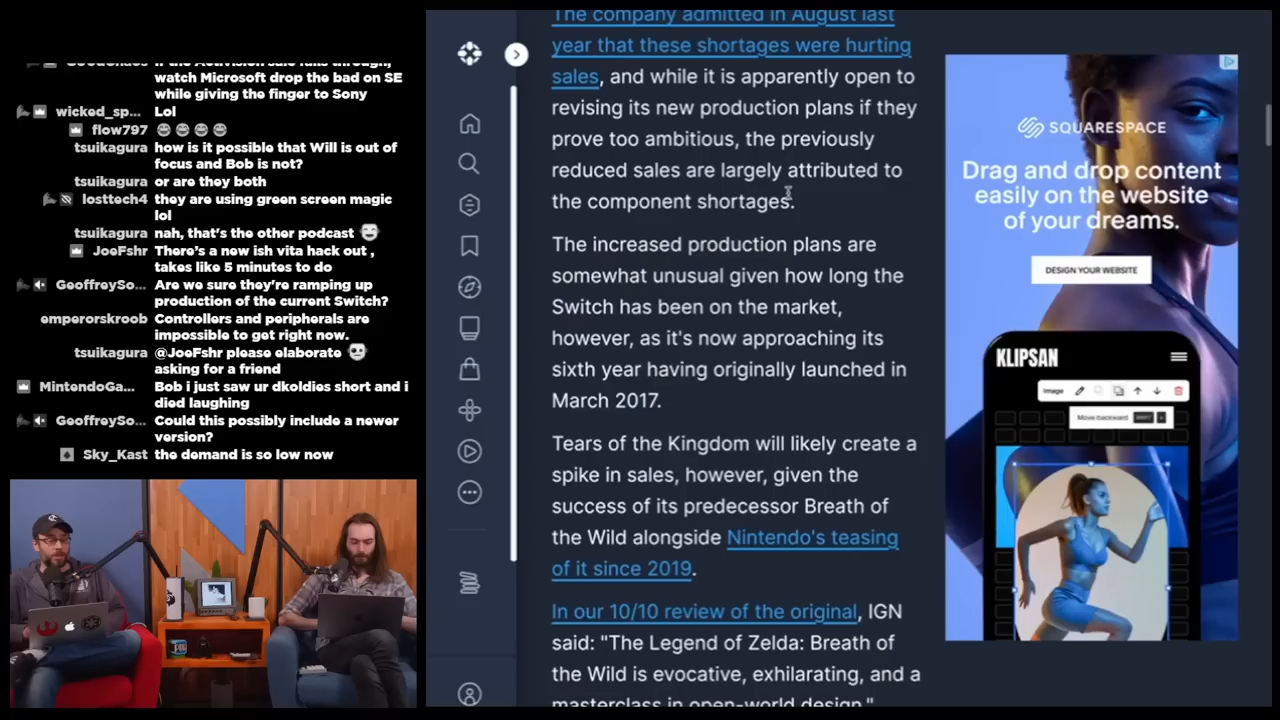 watch Microsoft drop the bad on SE
while giving the finger to Sony
wicked_sp... Lol
flow797
tsuikagura how is it possible that Will is out of
focus and Bob is not?
tsuikagura or are they both
losttech4 they are using green screen magic
lol
tsuikagura nah, that's the other podcast
JoeFshr There's a new ish vita hack out ,
takes like 5 minutes to do
GeoffreySo... Are we sure they're ramping up
production of the current Switch?
emperorskroob Controllers and peripherals are
impossible to get right now.
tsuikagura @JoeFshr please elaborate
asking for a friend
MintendoGa... Bob i just saw ur dkoldies short and i
died laughing
GeoffreySo... Could this possibly include a newer
version?
Sky_Kast the demand is so low now
The company admitted in August last
year that these shortages were hurting
sales, and while it is apparently open to
revising its new production plans if they
prove too ambitious, the previously
reduced sales are largely attributed to
the component shortages.
The increased production plans are
somewhat unusual given how long the
Switch has been on the market,
however, as it's now approaching its
sixth year having originally launched in
March 2017.
Tears of the Kingdom will likely create a
spike in sales, however, given the
success of its predecessor Breath of
the Wild alongside Nintendo's teasing
of it since 2019.
In our 10/10 review of the original, IGN
said: "The Legend of Zelda: Breath of
the Wild is evocative, exhilarating, and a
masterclass in open-world design."
SQUARESPACE
Drag and drop content
easily on the website
of your dreams.
DESIGN YOUR WEBSITE
KLIPSAN
Image
Move backward